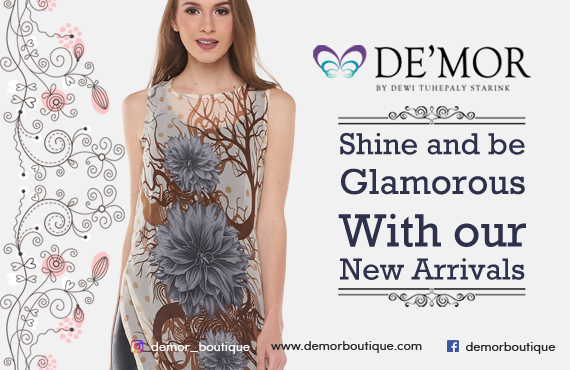 DE'MOR
BY DEWI TUHEPALY STARINK
Shine and be
Glamorous
With our
New Arrivals
demor_boutique www.demorboutique.com demorboutique